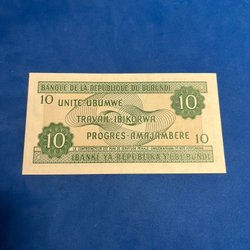 BANQUE DE LA REPUBLIQUE DU BURUNDI
10 UNITE-UBUMWE 10
TRAVAIL-IBIKORWA
10 PROGRES-AMAJAMBERE 10
IBANKI YA REPUBLIKA Y'UBURUNDI